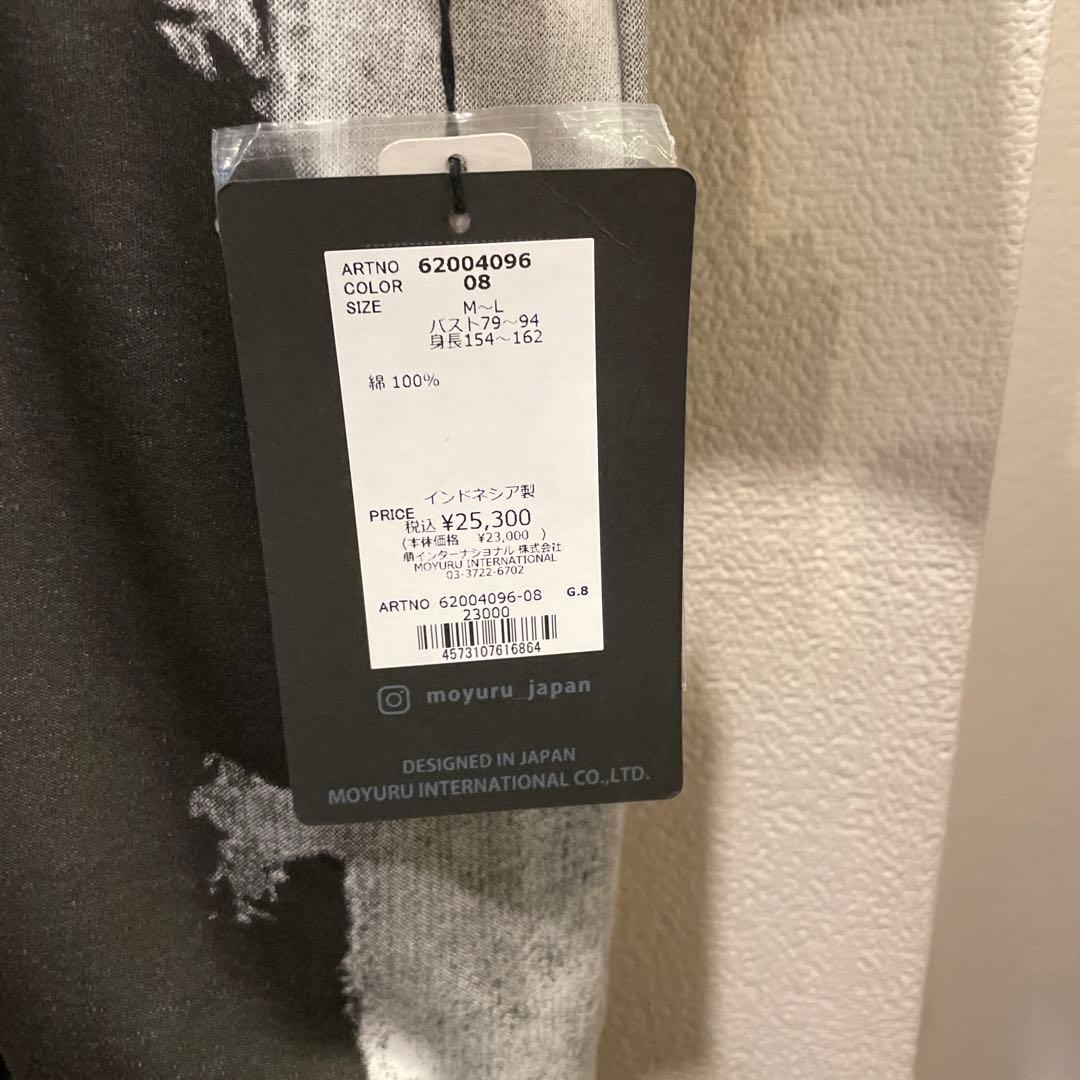 ARTNO 62004096
COLOR 08
SIZE M～L
バスト79～94
身長154～162
綿 100%
インドネシア製
PRICE 税込 ¥25,300
(本体価格 ¥23,000 )
萌インターナショナル 株式会社
MOYURU INTERNATIONAL
03-3722-6702
ARTNO 62004096-08 G.8
23000
4573107616864
moyuru_japan
DESIGNED IN JAPAN
MOYURU INTERNATIONAL CO.,LTD.